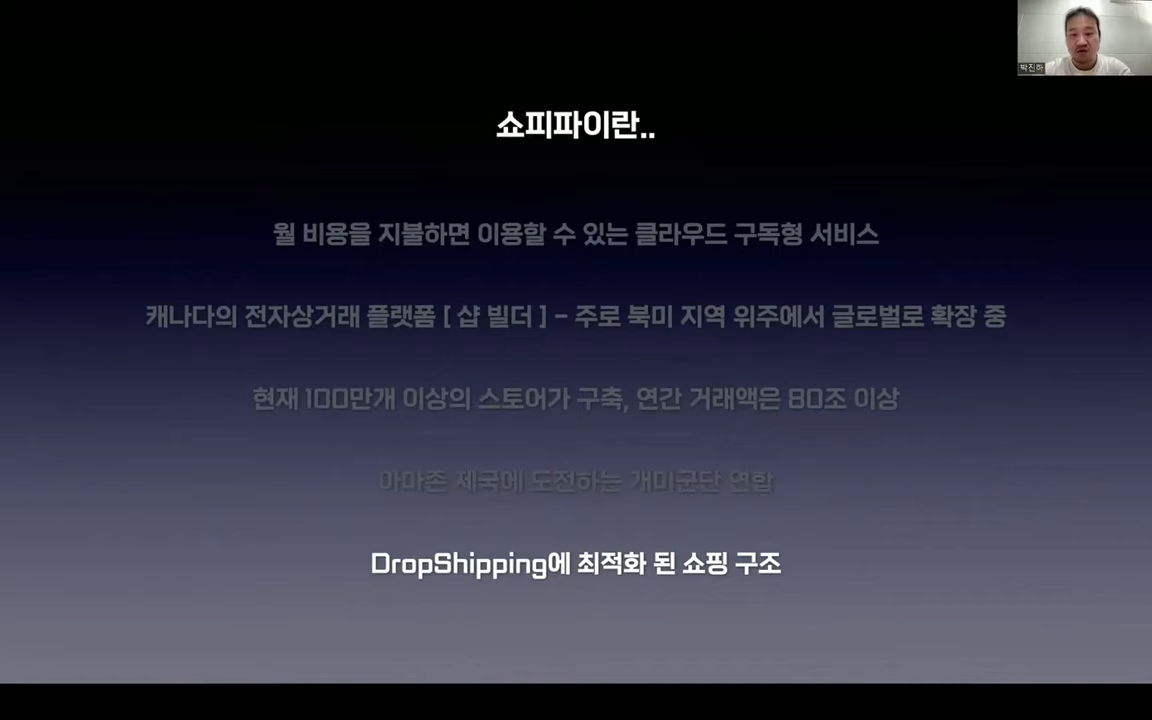 박진하
쇼피파이란..
월 비용을 지불하면 이용할 수 있는 클라우드 구독형 서비스
캐나다의 전자상거래 플랫폼 [ 샵 빌더 ] - 주로 북미 지역 위주에서 글로벌로 확장 중
현재 100만개 이상의 스토어가 구축, 연간 거래액은 80조 이상
아마존 제국에 도전하는 개미군단 연합
DropShipping에 최적화 된 쇼핑 구조